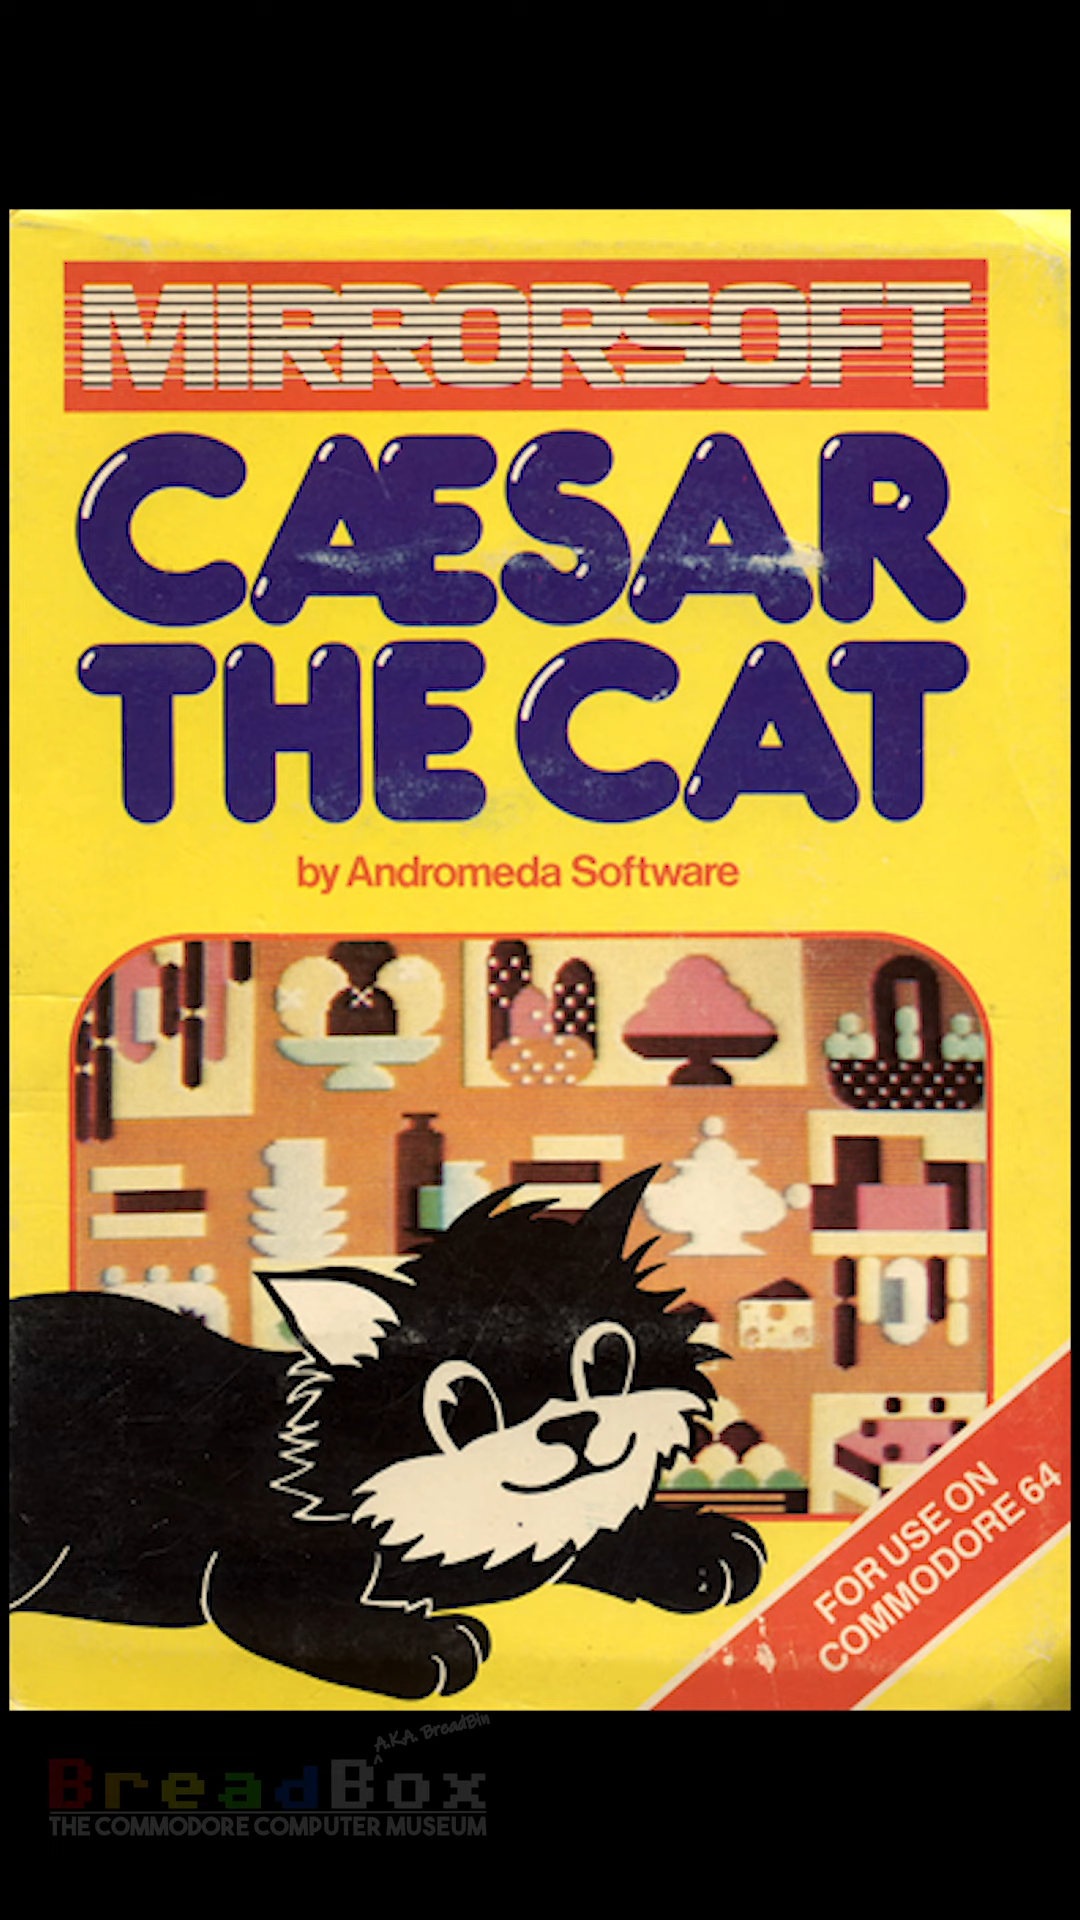 MIRRORSOFT
CÆSAR
THE CAT
by Andromeda Software
FOR USE ON
COMMODORE 64
A.K.A. BreadBin
BreadBox
THE COMMODORE COMPUTER MUSEUM